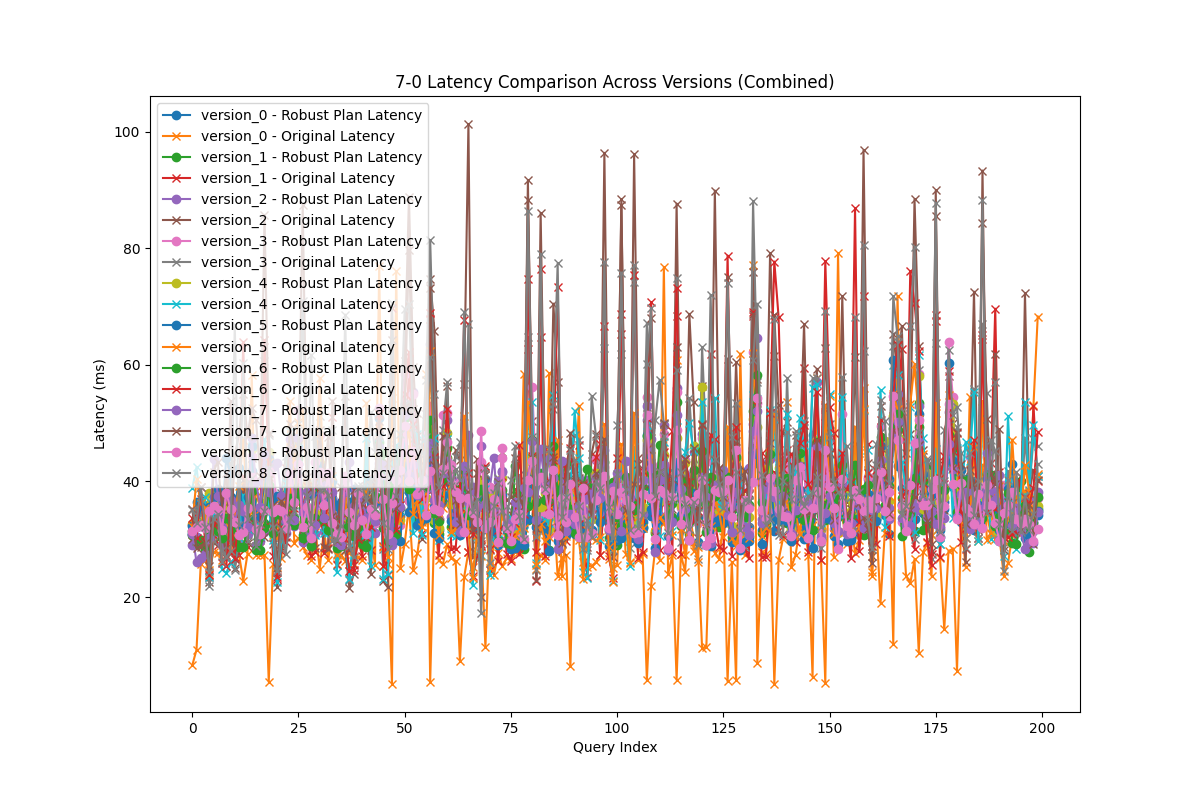 7-0 Latency Comparison Across Versions (Combined)
version_0 - Robust Plan Latency
version_0 - Original Latency
version_1 - Robust Plan Latency
version_1 - Original Latency
version_2 - Robust Plan Latency
version_2 - Original Latency
version_3 - Robust Plan Latency
version_3 - Original Latency
version_4 - Robust Plan Latency
version_4 - Original Latency
version_5 - Robust Plan Latency
version_5 - Original Latency
version_6 - Robust Plan Latency
version_6 - Original Latency
version_7 - Robust Plan Latency
version_7 - Original Latency
version_8 - Robust Plan Latency
version_8 - Original Latency
Latency (ms)
100
80
60
40
20
0 25 50 75 100 125 150 175 200
Query Index